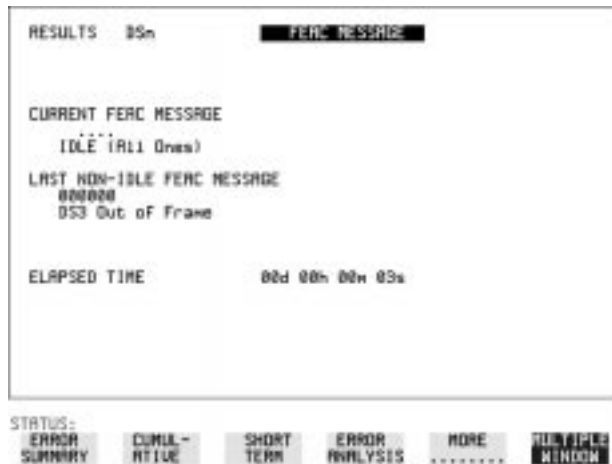 RESULTS DSn FEAC MESSAGE
CURRENT FEAC MESSAGE
....
IDLE (All Ones)
LAST NON-IDLE FEAC MESSAGE
000000
DS3 Out of Frame
ELAPSED TIME 00d 00h 00m 03s
STATUS:
ERROR SUMMARY
CUMUL- ATIVE
SHORT TERM
ERROR ANALYSIS
MORE ........
MULTIPLE WINDOW